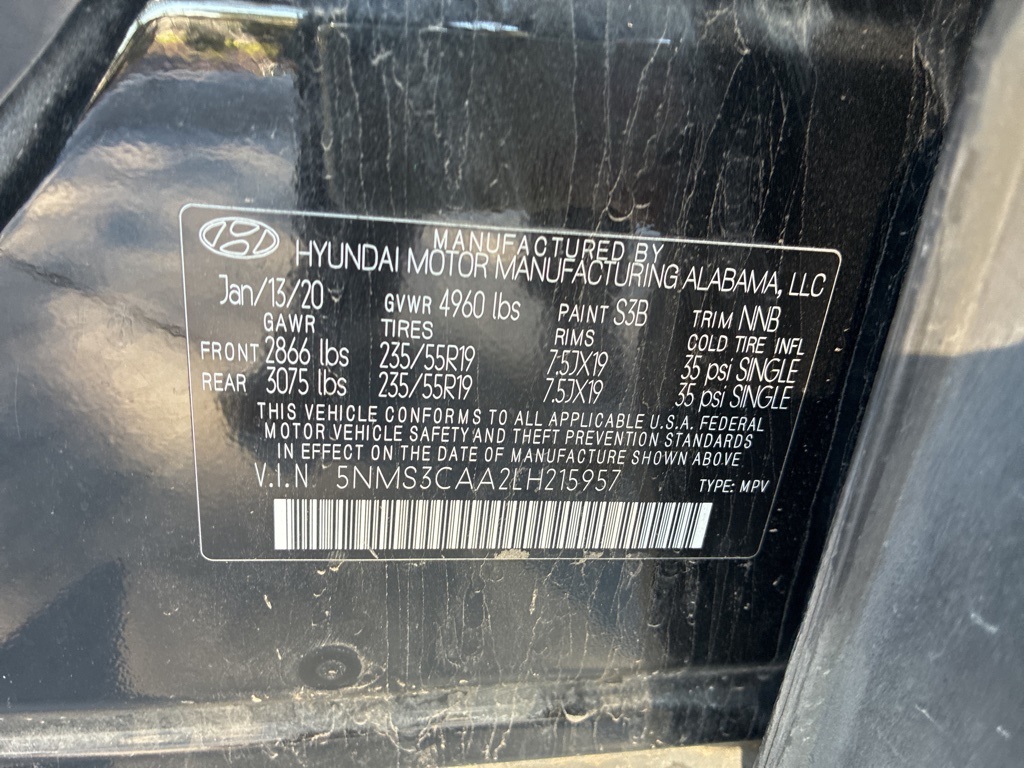 MANUFACTURED BY
HYUNDAI MOTOR MANUFACTURING ALABAMA, LLC
Jan/13/20 GVWR 4960 lbs PAINT S3B TRIM NNB
GAWR TIRES RIMS COLD TIRE INFL
FRONT 2866 lbs 235/55R19 7.5JX19 35 psi SINGLE
REAR 3075 lbs 235/55R19 7.5JX19 35 psi SINGLE
THIS VEHICLE CONFORMS TO ALL APPLICABLE U.S.A. FEDERAL
MOTOR VEHICLE SAFETY AND THEFT PREVENTION STANDARDS
IN EFFECT ON THE DATE OF MANUFACTURE SHOWN ABOVE.
V.I.N 5NMS3CAA2LH215957 TYPE: MPV